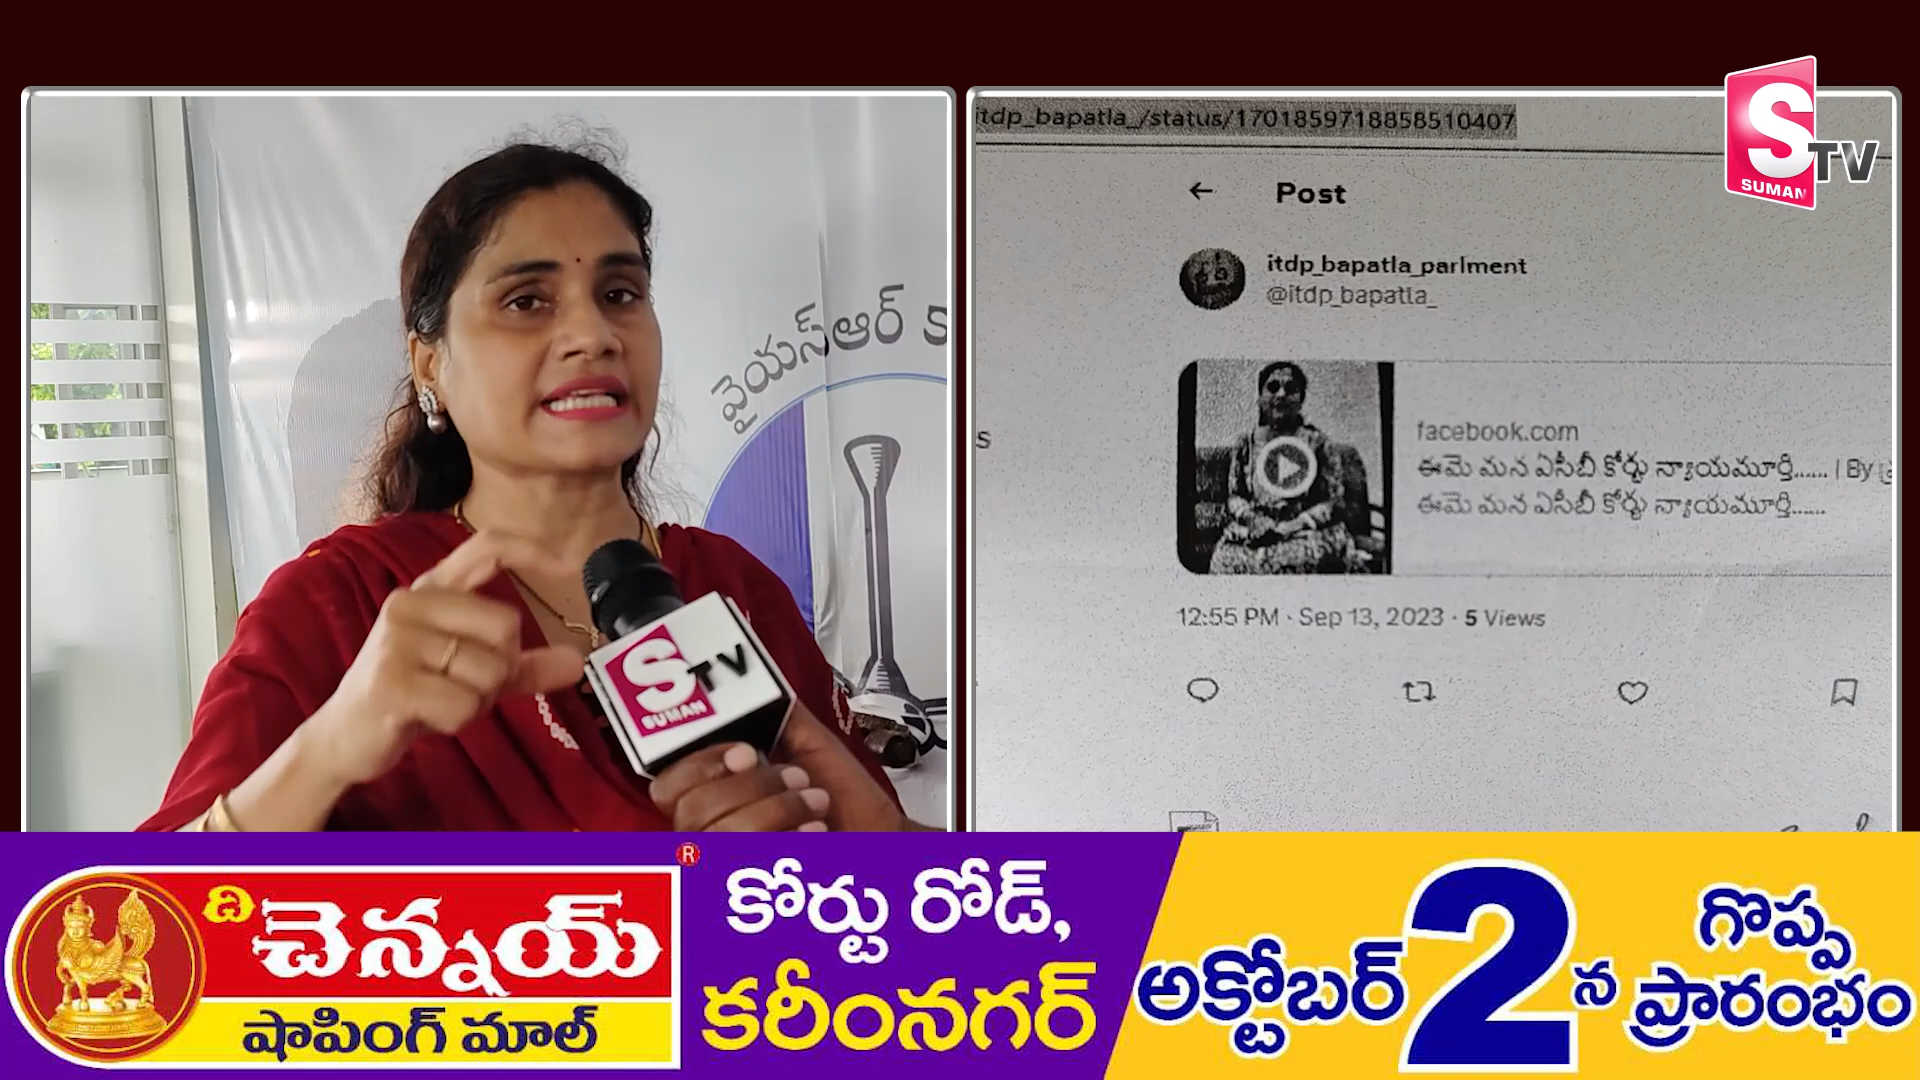 వైయస్ఆర్ కా
S TV
SUMAN
itdp_bapatla_/status/1701859718858510407
S TV
SUMAN
← Post
itdp_bapatla_parlment
@itdp_bapatla_
s
facebook.com
ఈమె మన ఏసీబీ కోర్టు న్యాయమూర్తి...... | By
ఈమె మన ఏసీబీ కోర్టు న్యాయమూర్తి......
12:55 PM · Sep 13, 2023 · 5 Views
ది చెన్నయ్ ®
షాపింగ్ మాల్
కోర్టు రోడ్,
కరీంనగర్
అక్టోబర్ 2 న
గొప్ప
ప్రారంభం